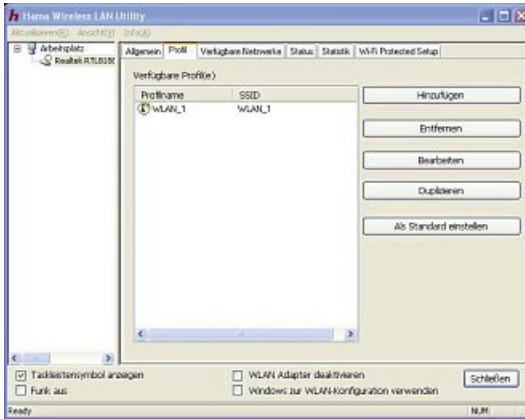 Hama Wireless LAN Utility
Aktualisieren(R) Ansicht(V) Info(A)
Arbeitsplatz
Realtek RTL818
Allgemein Profil Verfügbare Netzwerke Status Statistik Wi-Fi Protected Setup
Verfügbare Profil(e)
Profilname SSID
WLAN_1 WLAN_1
Hinzufügen
Entfernen
Bearbeiten
Duplizieren
Als Standard einstellen
Taskleistensymbol anzeigen
Funk aus
WLAN Adapter deaktivieren
Windows zur WLAN-Konfiguration verwenden
Schließen
Ready
NUM